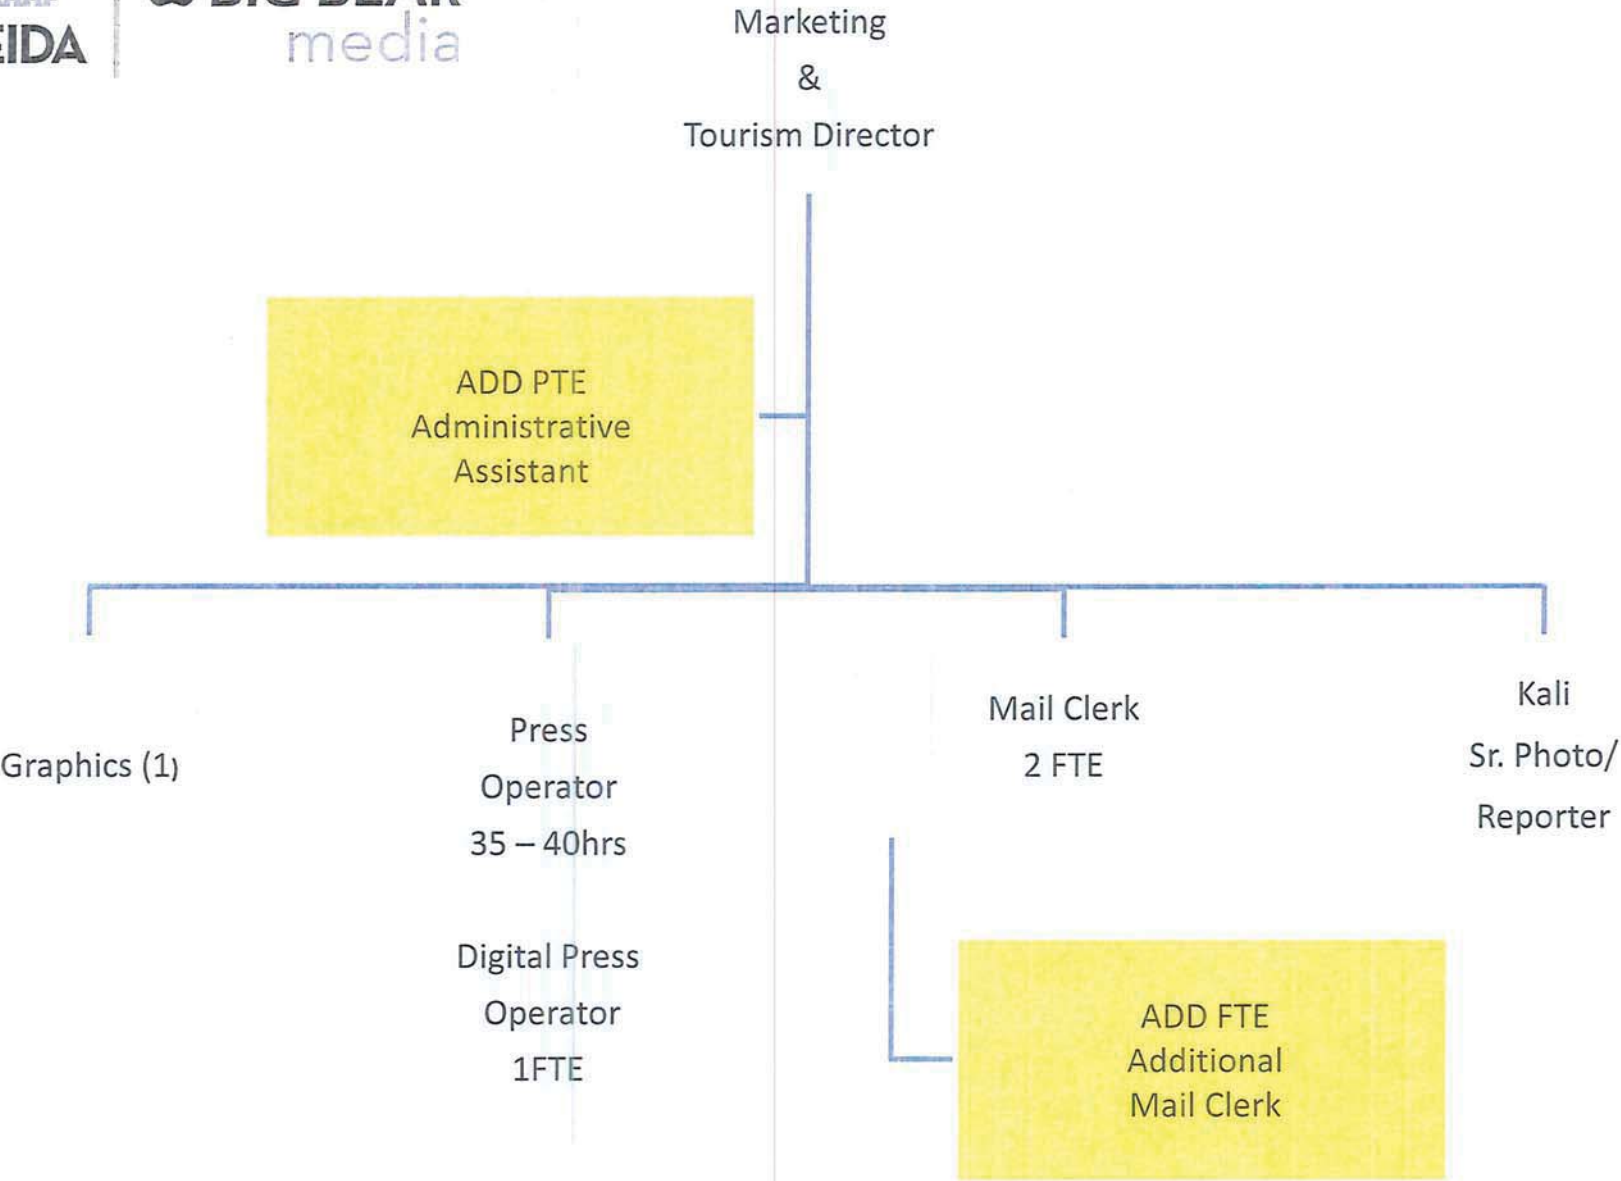 EIDA
media
Marketing
&
Tourism Director
ADD PTE
Administrative
Assistant
Graphics (1)
Press
Operator
35 – 40hrs
Digital Press
Operator
1FTE
Mail Clerk
2 FTE
ADD FTE
Additional
Mail Clerk
Kali
Sr. Photo/
Reporter